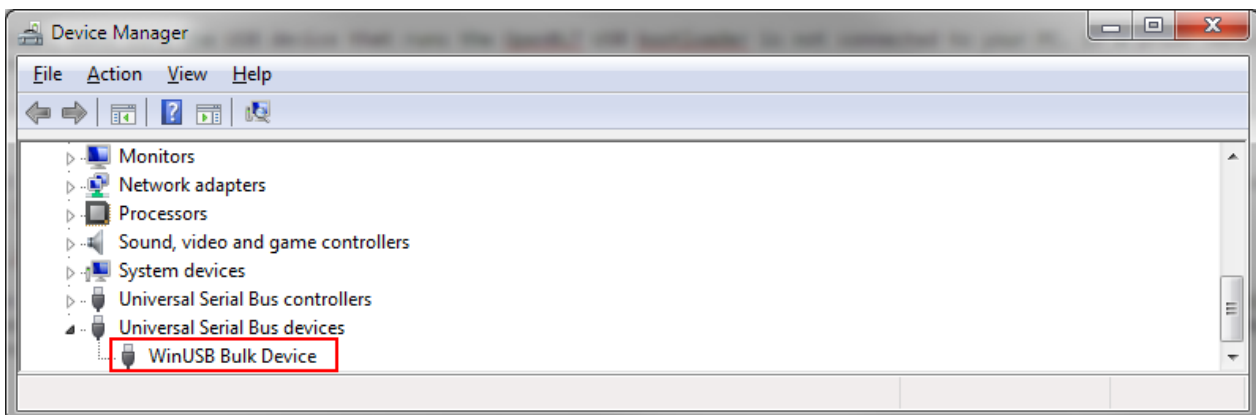 Device Manager
File Action View Help
Monitors
Network adapters
Processors
Sound, video and game controllers
System devices
Universal Serial Bus controllers
Universal Serial Bus devices
WinUSB Bulk Device